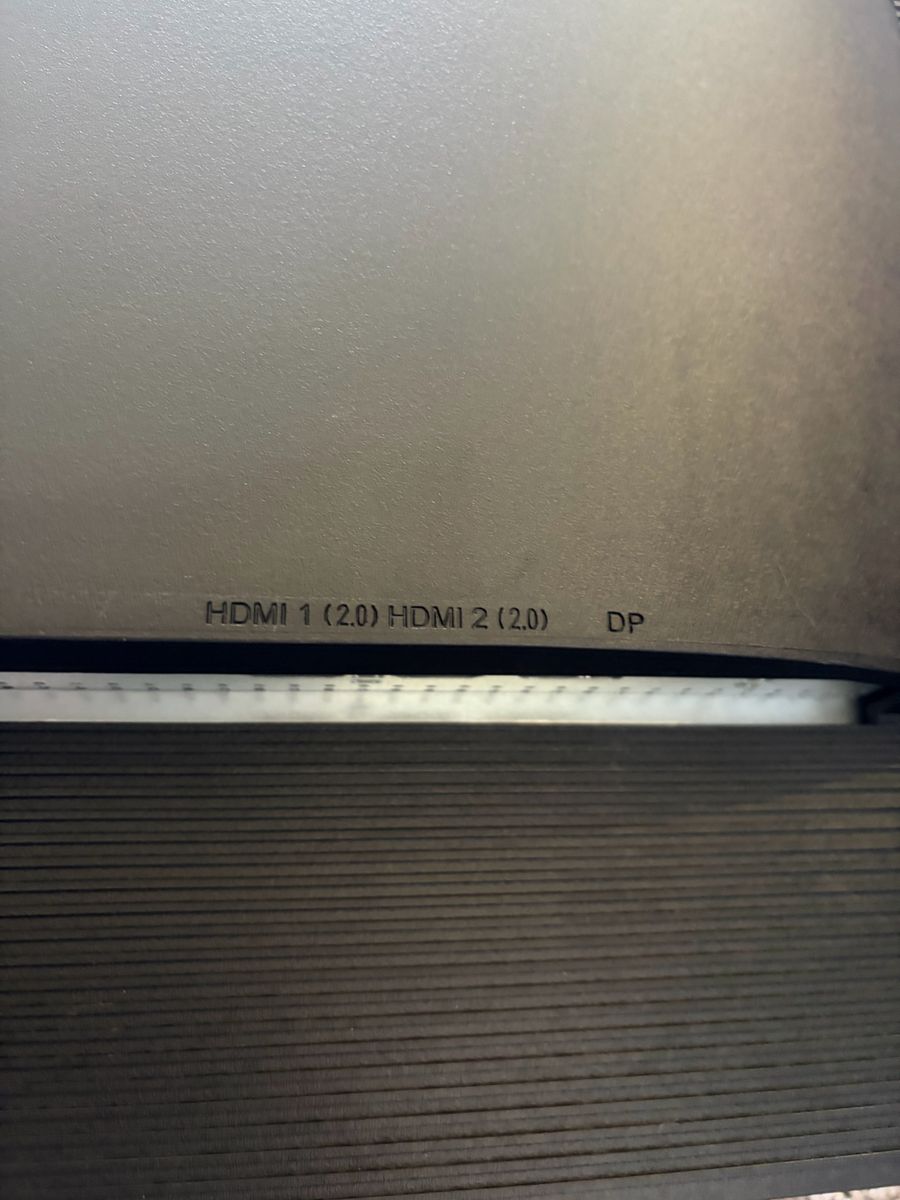 HDMI 1 (2.0) HDMI 2 (2.0) DP